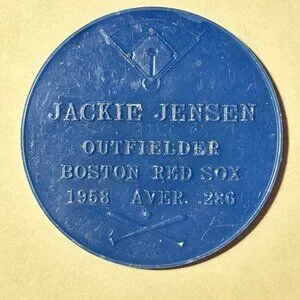 JACKIE JENSEN
OUTFIELDER
BOSTON RED SOX
1958 AVER. .286